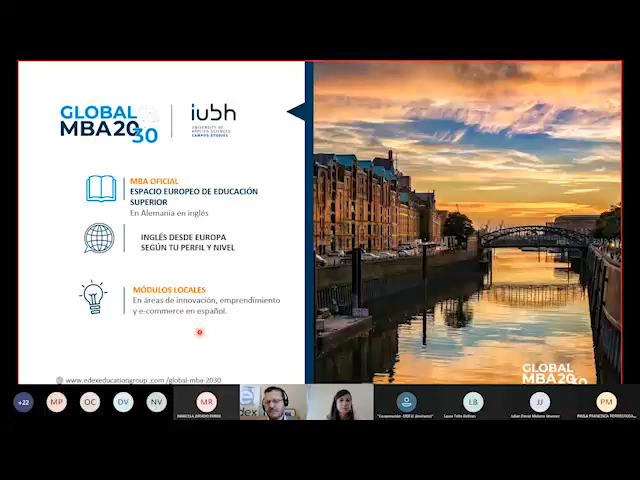 GLOBAL
MBA2030
iubh
UNIVERSITY OF
APPLIED SCIENCES
CAMPUS STUDIES
MBA OFICIAL
ESPACIO EUROPEO DE EDUCACIÓN
SUPERIOR
En Alemania en inglés
INGLÉS DESDE EUROPA
SEGÚN TU PERFIL Y NIVEL
MÓDULOS LOCALES
En áreas de innovación, emprendimiento
y e-commerce en español.
www.edexeducationgroup .com /global-mba-2030
GLOBAL
MBA2030
+22
MP
OC
DV
NV
MR
LB
JJ
PM